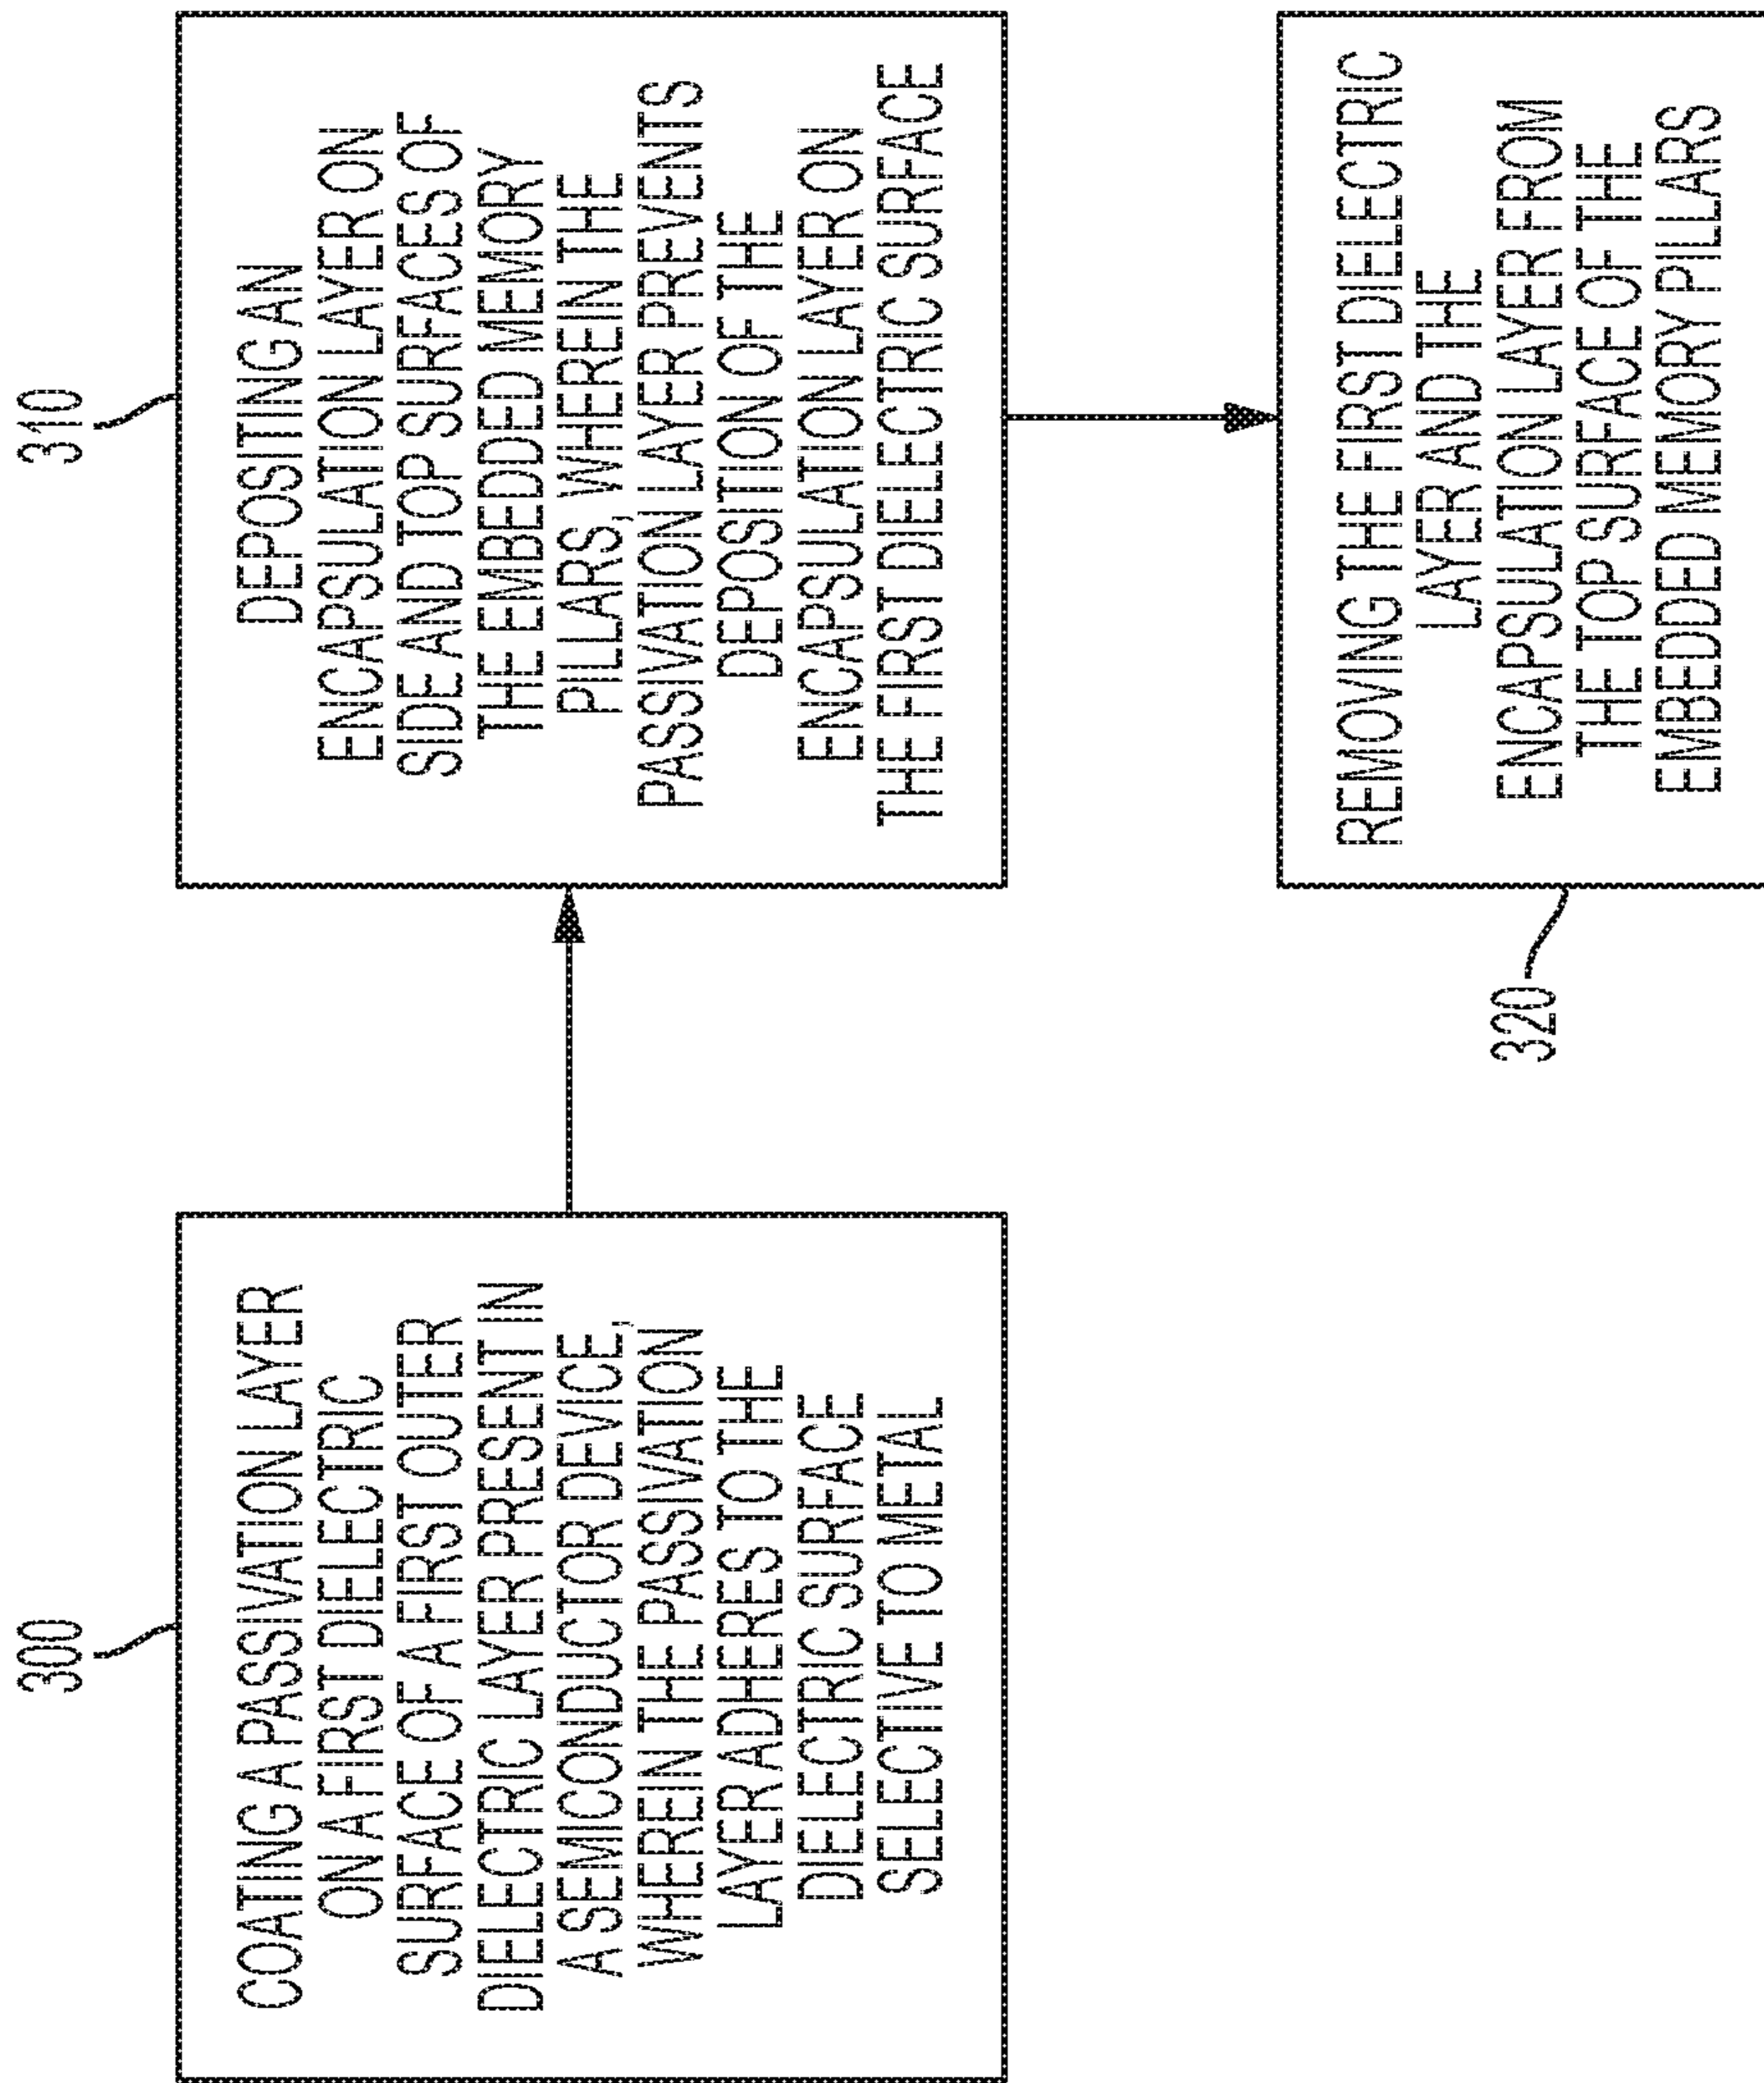 300
COATING A PASSIVATION LAYER
ON A FIRST DIELECTRIC
SURFACE OF A FIRST OUTER
DIELECTRIC LAYER PRESENT IN
A SEMICONDUCTOR DEVICE,
WHEREIN THE PASSIVATION
LAYER ADHERES TO THE
DIELECTRIC SURFACE
SELECTIVE TO METAL
310
DEPOSITING AN
ENCAPSULATION LAYER ON
SIDE AND TOP SURFACES OF
THE EMBEDDED MEMORY
PILLARS, WHEREIN THE
PASSIVATION LAYER PREVENTS
DEPOSITION OF THE
ENCAPSULATION LAYER ON
THE FIRST DIELECTRIC SURFACE
320
REMOVING THE FIRST DIELECTRIC
LAYER AND THE
ENCAPSULATION LAYER FROM
THE TOP SURFACE OF THE
EMBEDDED MEMORY PILLARS